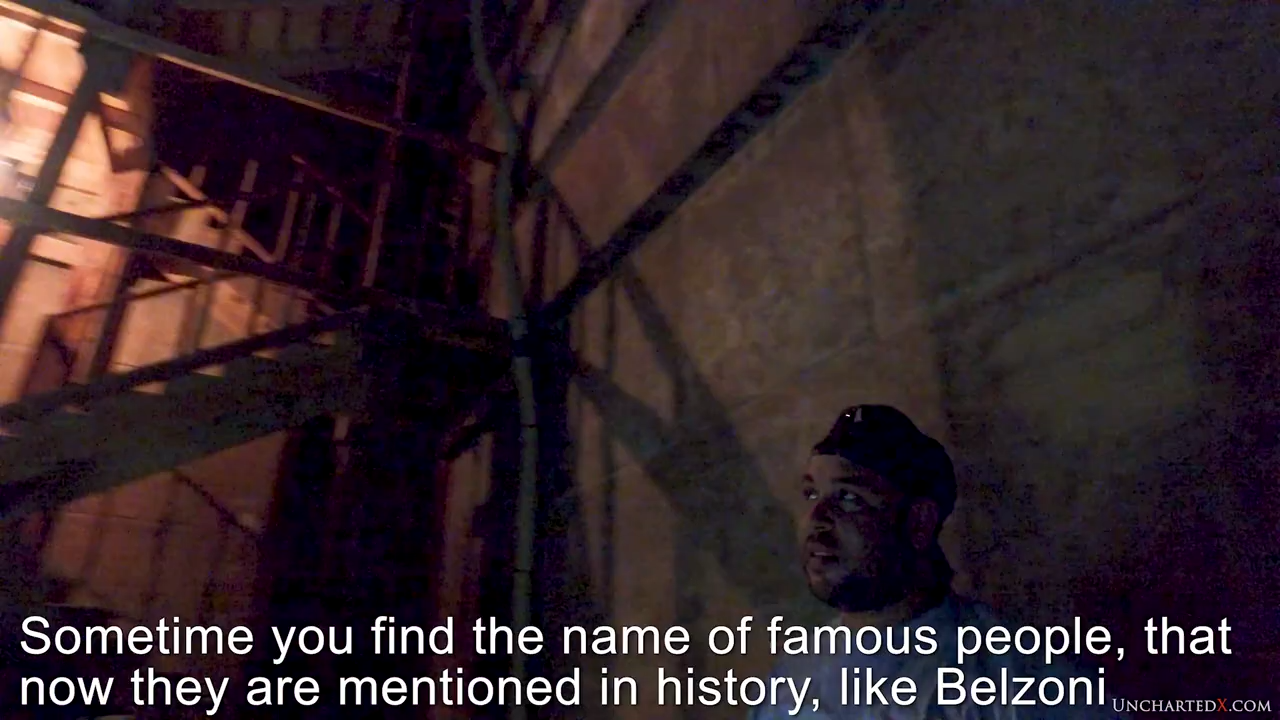 Sometime you find the name of famous people, that
now they are mentioned in history, like Belzoni
UNCHARTEDX.COM